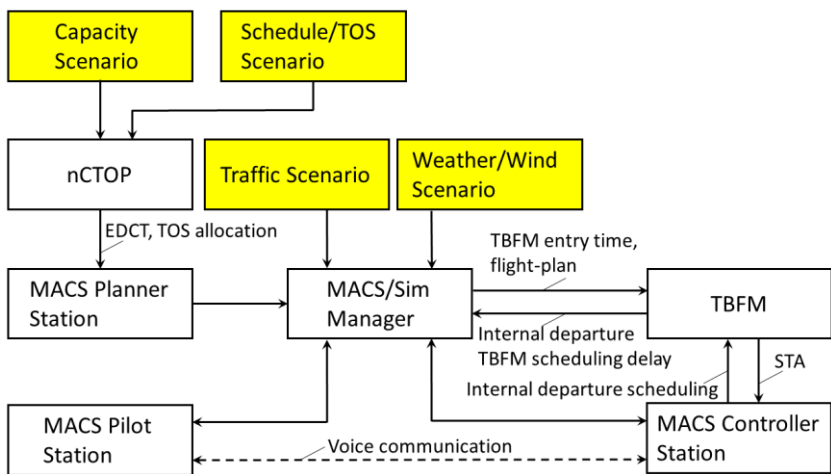 Capacity
Scenario
Schedule/TOS
Scenario
nCTOP
Traffic Scenario
Weather/Wind
Scenario
EDCT, TOS allocation
TBFM entry time,
flight-plan
MACS Planner
Station
MACS/Sim
Manager
TBFM
Internal departure
TBFM scheduling delay
Internal departure scheduling
STA
MACS Pilot
Station
Voice communication
MACS Controller
Station